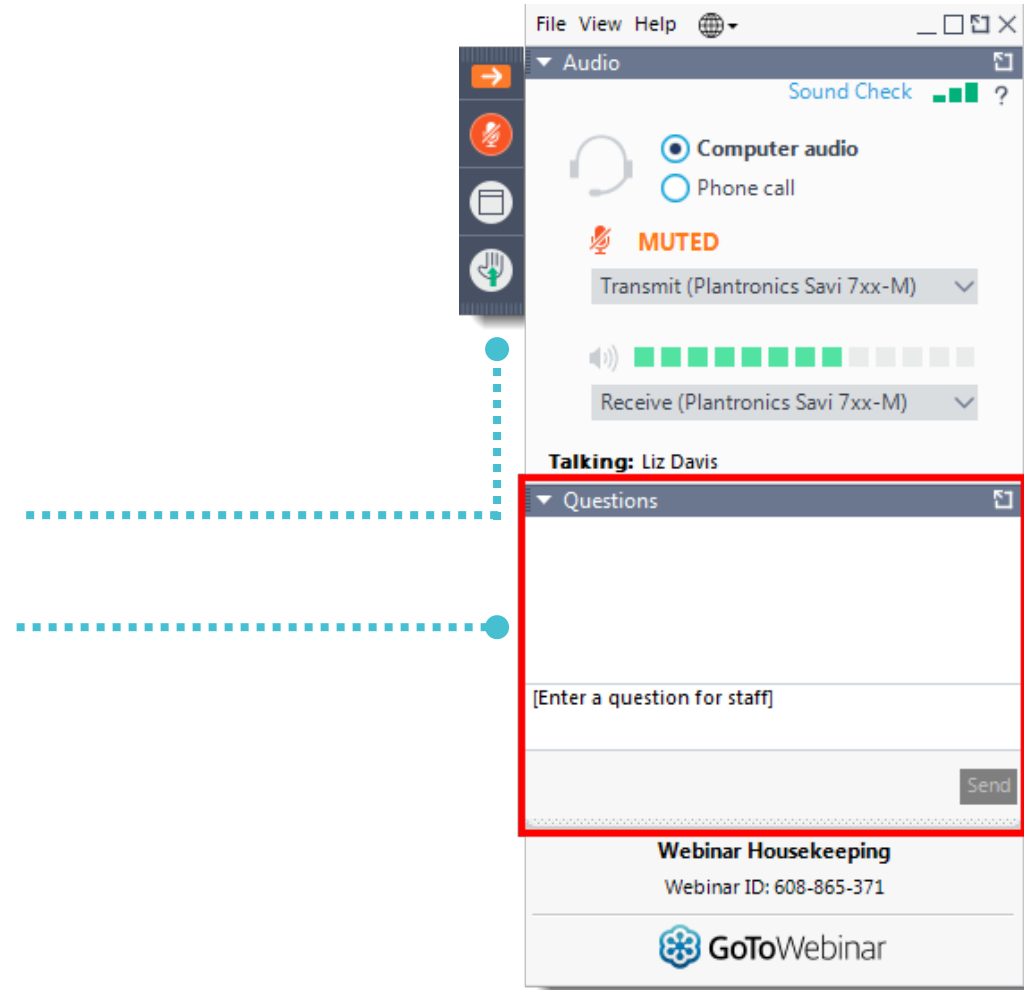 File View Help
Audio
Sound Check ?
Computer audio
Phone call
MUTED
Transmit (Plantronics Savi 7xx-M)
Receive (Plantronics Savi 7xx-M)
Talking: Liz Davis
Questions
[Enter a question for staff]
Send
Webinar Housekeeping
Webinar ID: 608-865-371
GoToWebinar